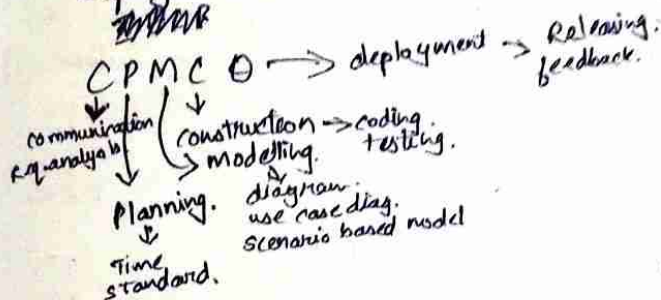 C P M C D → deployment → Releasing.
feedback.
communication
req. analysis
construction → coding.
testing.
modelling.
diagram.
use case diag.
scenario based model
Planning.
Time
standard.